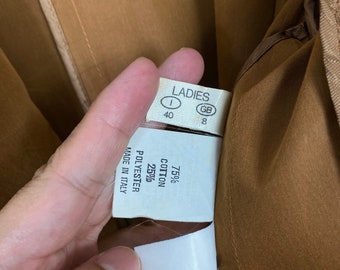 LADIES
I GB
40 8
75%
COTTON
25%
POLYESTER
MADE IN ITALY